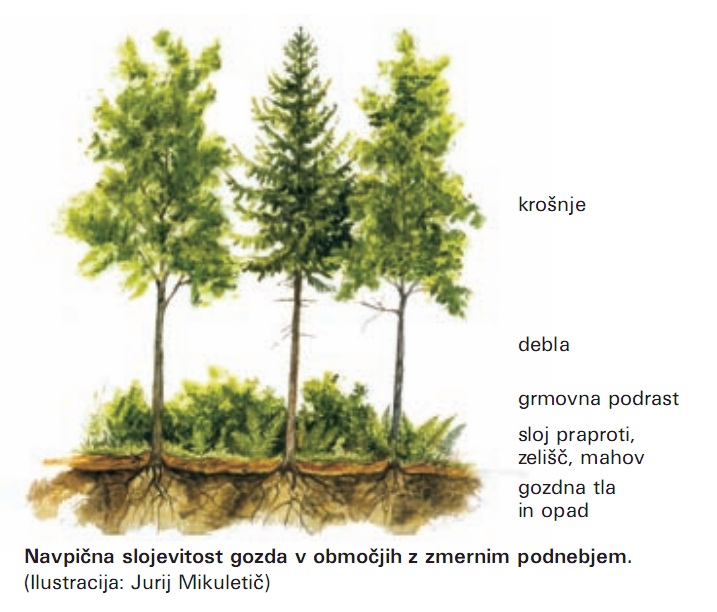 krošnje
debla
grmovna podrast
sloj praproti,
zelišč, mahov
gozdna tla
in opad
Navpična slojevitost gozda v območjih z zmernim podnebjem.
(Ilustracija: Jurij Mikuletič)